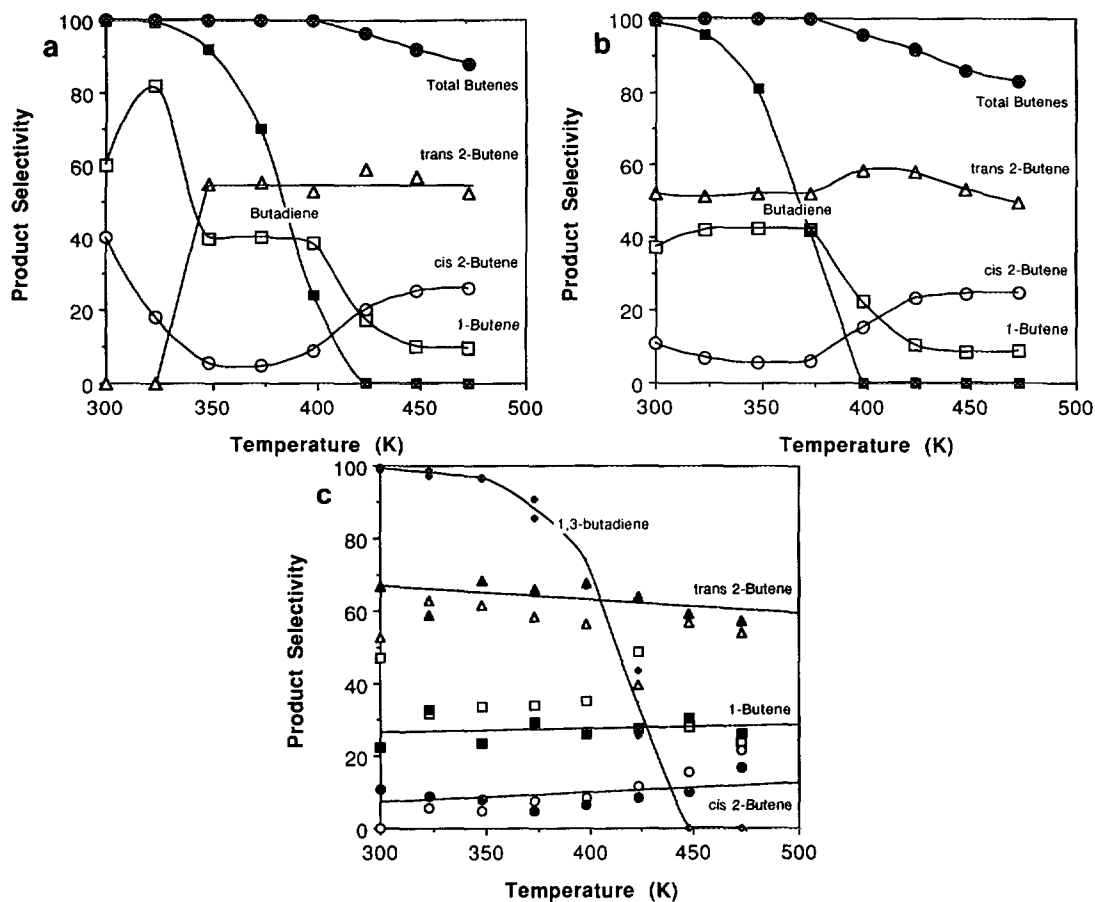 a
100
80
60
40
20
0
Product Selectivity
Total Butenes
trans 2-Butene
Butadiene
cis 2-Butene
1-Butene
300 350 400 450 500
Temperature (K)
b
100
80
60
40
20
0
Product Selectivity
Total Butenes
trans 2-Butene
Butadiene
cis 2-Butene
1-Butene
300 350 400 450 500
Temperature (K)
c
100
80
60
40
20
0
Product Selectivity
1,3-butadiene
trans 2-Butene
1-Butene
cis 2-Butene
300 350 400 450 500
Temperature (K)